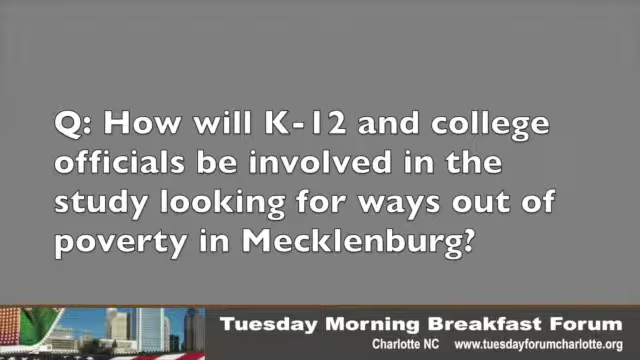 Q: How will K-12 and college
officials be involved in the
study looking for ways out of
poverty in Mecklenburg?
Tuesday Morning Breakfast Forum
Charlotte NC www.tuesdayforumcharlotte.org